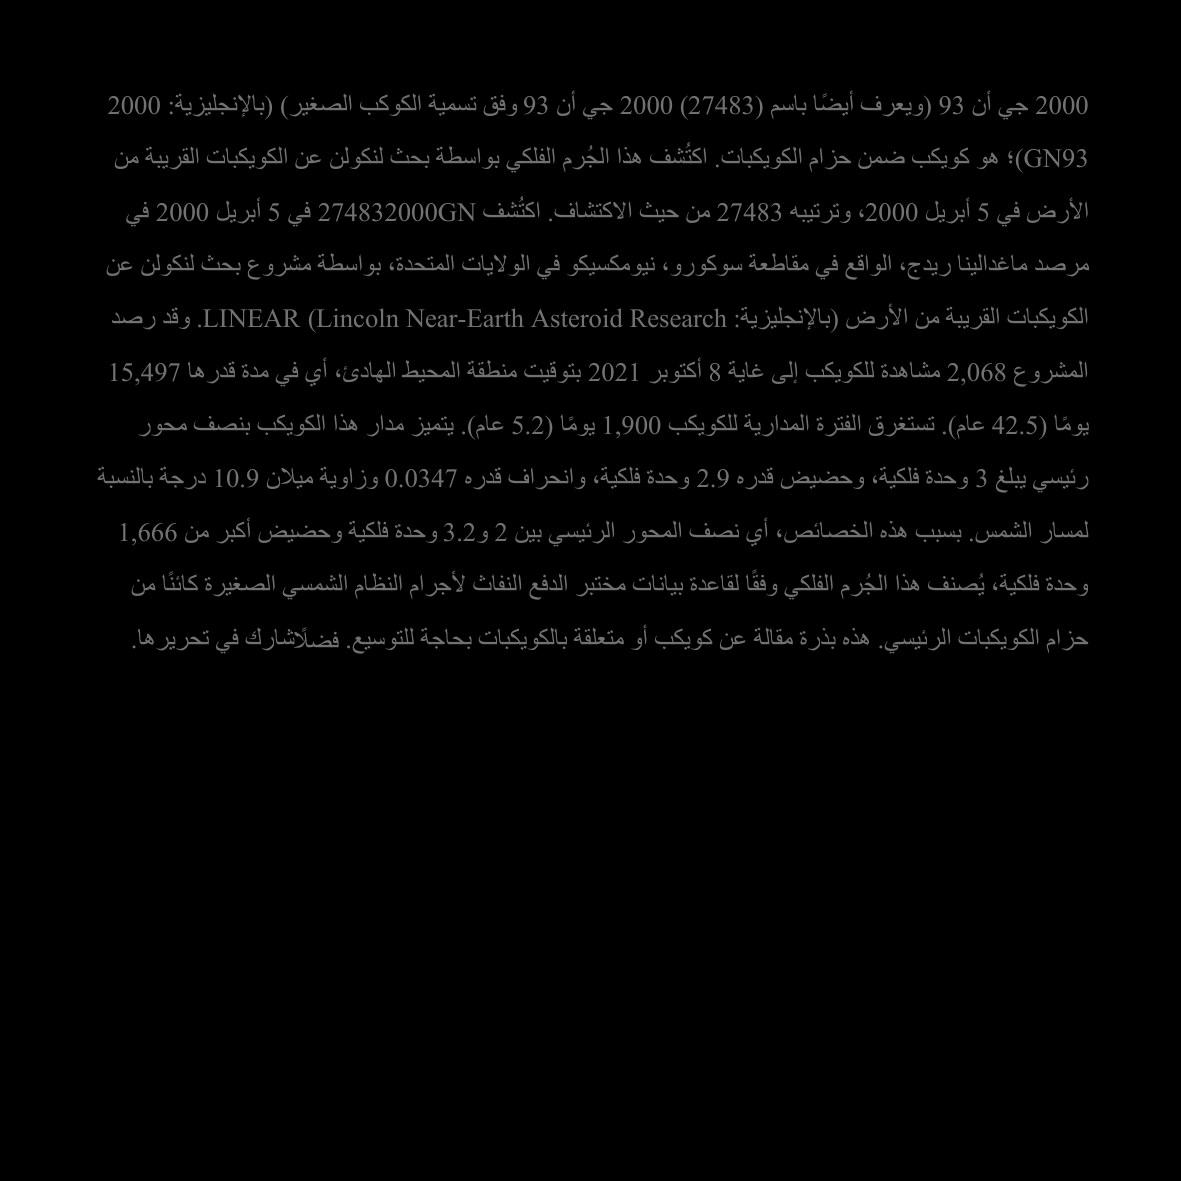 2000 جي أن 93 (ويعرف أيضًا باسم (27483) 2000 جي أن 93 وفق تسمية الكوكب الصغير) (بالإنجليزية: 2000
GN93)؛ هو كويكب ضمن حزام الكويكبات. اكتُشف هذا الجُرم الفلكي بواسطة بحث لنكولن عن الكويكبات القريبة من
الأرض في 5 أبريل 2000، وترتيبه 27483 من حيث الاكتشاف. اكتُشف 274832000GN في 5 أبريل 2000 في
مرصد ماغدالينا ريدج، الواقع في مقاطعة سوكورو، نيومكسيكو في الولايات المتحدة، بواسطة مشروع بحث لنكولن عن
الكويكبات القريبة من الأرض (بالإنجليزية: LINEAR (Lincoln Near-Earth Asteroid Research. وقد رصد
المشروع 2,068 مشاهدة للكويكب إلى غاية 8 أكتوبر 2021 بتوقيت منطقة المحيط الهادئ، أي في مدة قدرها 15,497
يومًا (42.5 عام). تستغرق الفترة المدارية للكويكب 1,900 يومًا (5.2 عام). يتميز مدار هذا الكويكب بنصف محور
رئيسي يبلغ 3 وحدة فلكية، وحضيض قدره 2.9 وحدة فلكية، وانحراف قدره 0.0347 وزاوية ميلان 10.9 درجة بالنسبة
لمسار الشمس. بسبب هذه الخصائص، أي نصف المحور الرئيسي بين 2 و3.2 وحدة فلكية وحضيض أكبر من 1,666
وحدة فلكية، يُصنف هذا الجُرم الفلكي وفقًا لقاعدة بيانات مختبر الدفع النفاث لأجرام النظام الشمسي الصغيرة كائنًا من
حزام الكويكبات الرئيسي. هذه بذرة مقالة عن كويكب أو متعلقة بالكويكبات بحاجة للتوسيع. فضلًاشارك في تحريرها.